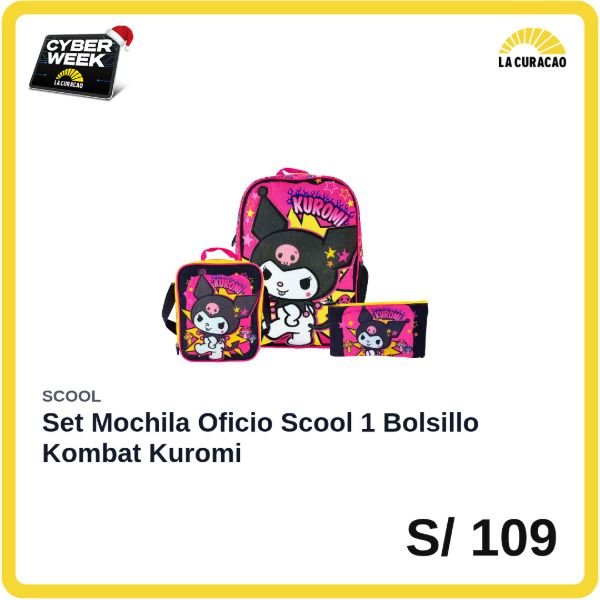 CYBER
WEEK
LA CURACAO
LA CURACAO
KUROMI
KUROMI
KUROMI
SCOOL
Set Mochila Oficio Scool 1 Bolsillo
Kombat Kuromi
S/ 109